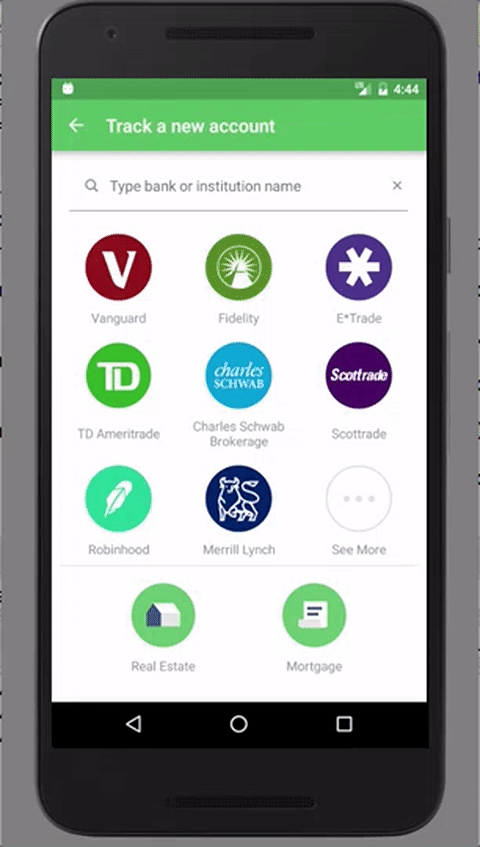 4:44
Track a new account
Type bank or institution name
V
Vanguard
Fidelity
E*Trade
TD
TD Ameritrade
charles
SCHWAB
Charles Schwab
Brokerage
Scottrade
Scottrade
Robinhood
Merrill Lynch
See More
Real Estate
Mortgage